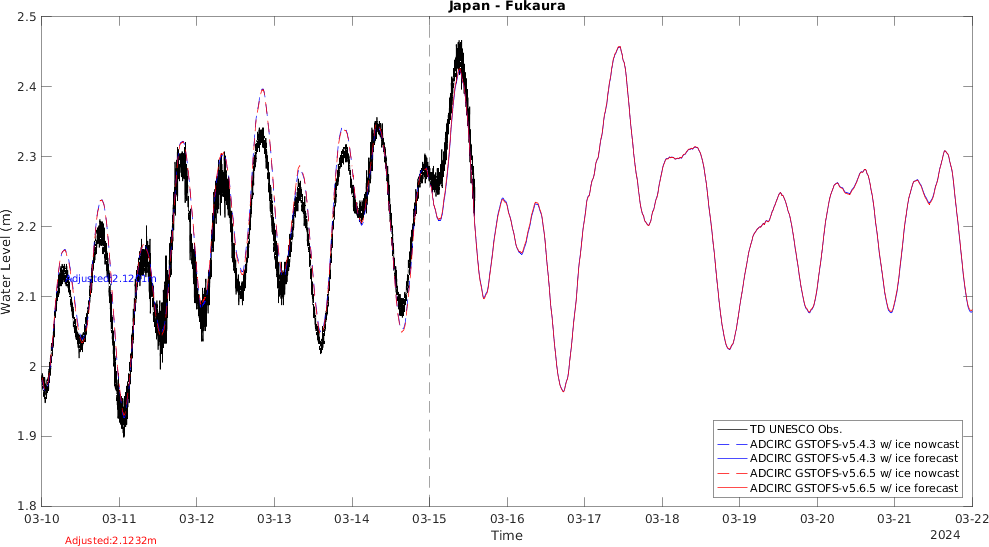 Japan - Fukaura
2.5
2.4
2.3
2.2
2.1
2
1.9
1.8
Water Level (m)
03-10
03-11
03-12
03-13
03-14
03-15
03-16
03-17
03-18
03-19
03-20
03-21
03-22
2024
Time
TD UNESCO Obs.
ADCIRC GSTOFS-v5.4.3 w/ ice nowcast
ADCIRC GSTOFS-v5.4.3 w/ ice forecast
ADCIRC GSTOFS-v5.6.5 w/ ice nowcast
ADCIRC GSTOFS-v5.6.5 w/ ice forecast
Adjusted:2.1232m